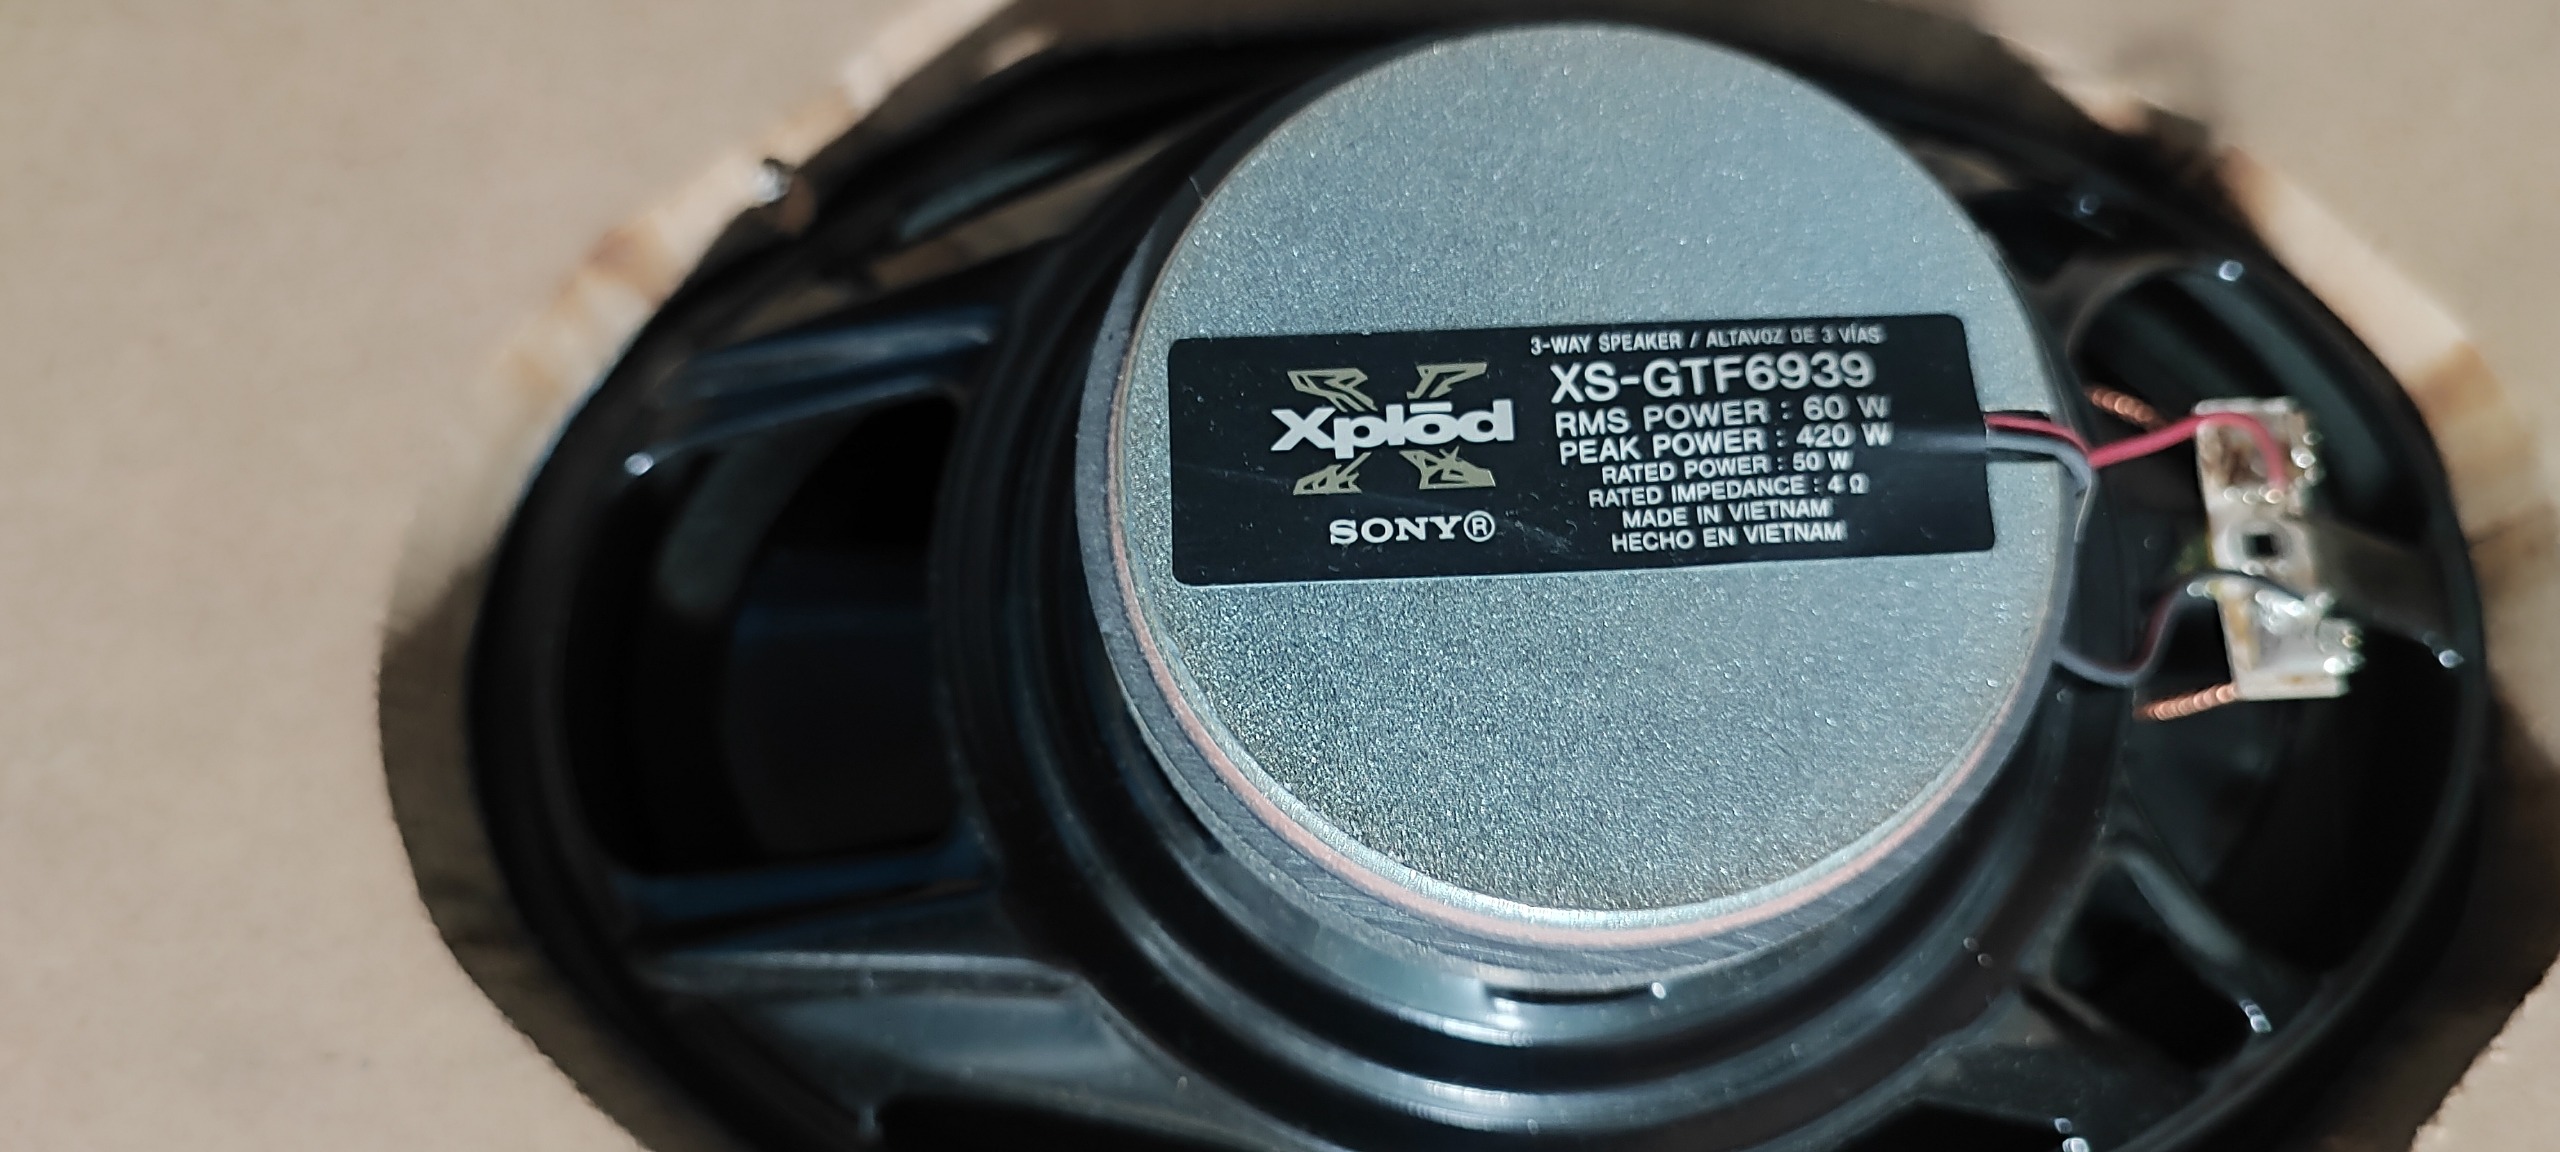 Xplōd
SONY®
3-WAY SPEAKER / ALTAVOZ DE 3 VÍAS
XS-GTF6939
RMS POWER : 60 W
PEAK POWER : 420 W
RATED POWER : 50 W
RATED IMPEDANCE : 4 Ω
MADE IN VIETNAM
HECHO EN VIETNAM